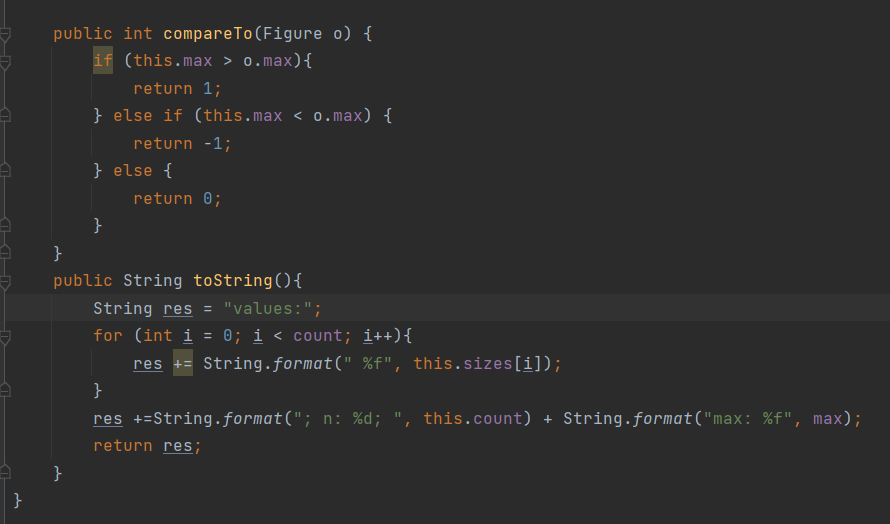 public int compareTo(Figure o) {
if (this.max > o.max){
return 1;
} else if (this.max < o.max) {
return -1;
} else {
return 0;
}
}
public String toString(){
String res = "values:";
for (int i = 0; i < count; i++){
res += String.format(" %f", this.sizes[i]);
}
res +=String.format("; n: %d; ", this.count) + String.format("max: %f", max);
return res;
}
}